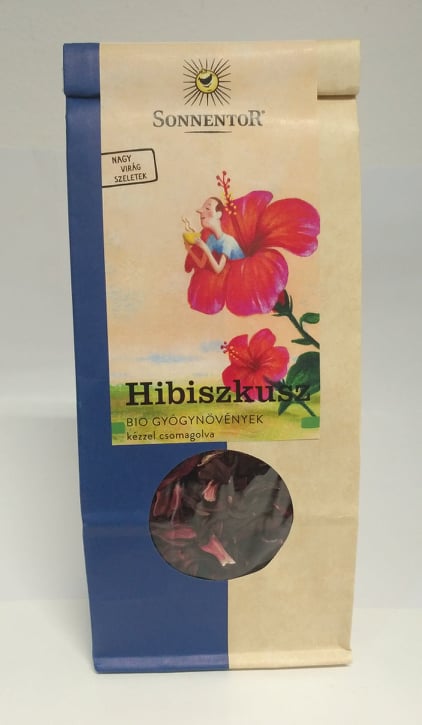 SONNENTOR®
NAGY
VIRÁG
SZELETEK
Hibiszkusz
BIO GYÓGYNÖVÉNYEK
kézzel csomagolva